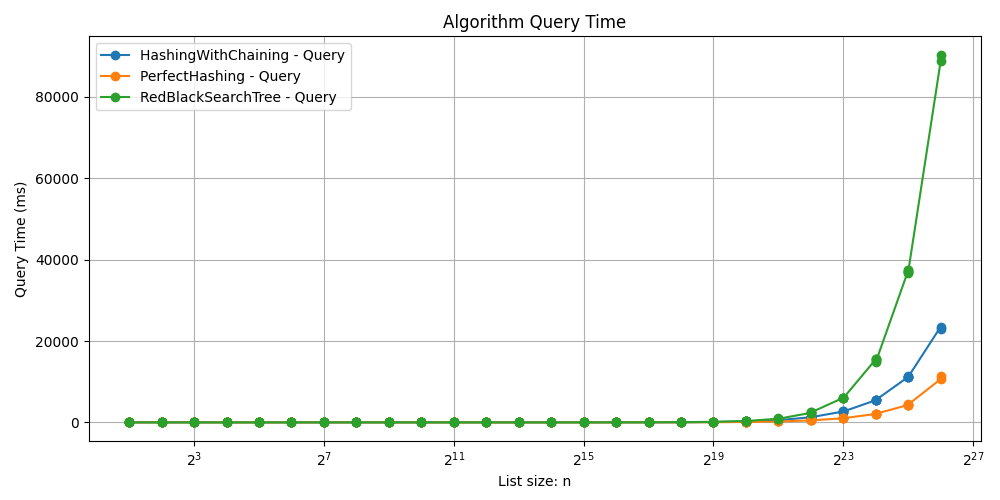 Algorithm Query Time
HashingWithChaining - Query
PerfectHashing - Query
RedBlackSearchTree - Query
Query Time (ms)
80000
60000
40000
20000
0
2^3 2^7 2^11 2^15 2^19 2^23 2^27
List size: n